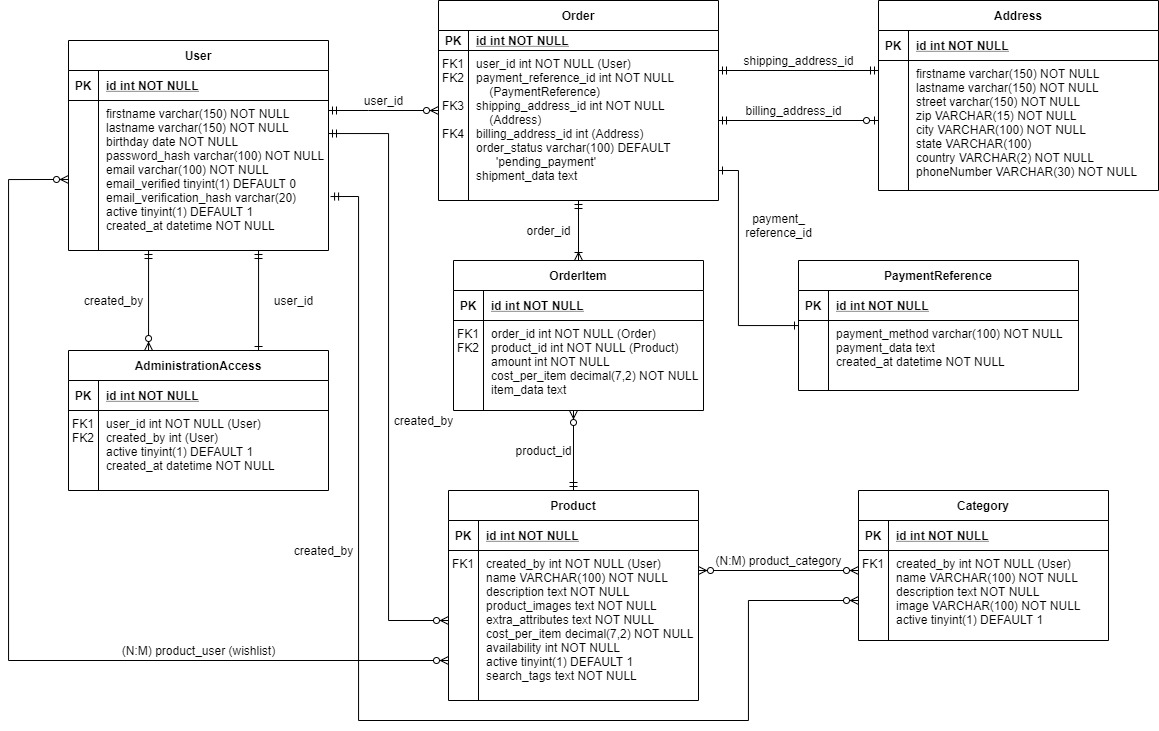 User
PK id int NOT NULL
firstname varchar(150) NOT NULL
lastname varchar(150) NOT NULL
birthday date NOT NULL
password_hash varchar(100) NOT NULL
email varchar(100) NOT NULL
email_verified tinyint(1) DEFAULT 0
email_verification_hash varchar(20)
active tinyint(1) DEFAULT 1
created_at datetime NOT NULL
user_id
Order
PK id int NOT NULL
FK1 user_id int NOT NULL (User)
FK2 payment_reference_id int NOT NULL
(PaymentReference)
FK3 shipping_address_id int NOT NULL
(Address)
FK4 billing_address_id int (Address)
order_status varchar(100) DEFAULT
'pending_payment'
shipment_data text
shipping_address_id
billing_address_id
Address
PK id int NOT NULL
firstname varchar(150) NOT NULL
lastname varchar(150) NOT NULL
street varchar(150) NOT NULL
zip VARCHAR(15) NOT NULL
city VARCHAR(100) NOT NULL
state VARCHAR(100)
country VARCHAR(2) NOT NULL
phoneNumber VARCHAR(30) NOT NULL
created_by
user_id
order_id
payment_
reference_id
AdministrationAccess
PK id int NOT NULL
FK1 user_id int NOT NULL (User)
FK2 created_by int (User)
active tinyint(1) DEFAULT 1
created_at datetime NOT NULL
OrderItem
PK id int NOT NULL
FK1 order_id int NOT NULL (Order)
FK2 product_id int NOT NULL (Product)
amount int NOT NULL
cost_per_item decimal(7,2) NOT NULL
item_data text
PaymentReference
PK id int NOT NULL
payment_method varchar(100) NOT NULL
payment_data text
created_at datetime NOT NULL
created_by
product_id
created_by
Product
PK id int NOT NULL
FK1 created_by int NOT NULL (User)
name VARCHAR(100) NOT NULL
description text NOT NULL
product_images text NOT NULL
extra_attributes text NOT NULL
cost_per_item decimal(7,2) NOT NULL
availability int NOT NULL
active tinyint(1) DEFAULT 1
search_tags text NOT NULL
(N:M) product_category
Category
PK id int NOT NULL
FK1 created_by int NOT NULL (User)
name VARCHAR(100) NOT NULL
description text NOT NULL
image VARCHAR(100) NOT NULL
active tinyint(1) DEFAULT 1
(N:M) product_user (wishlist)